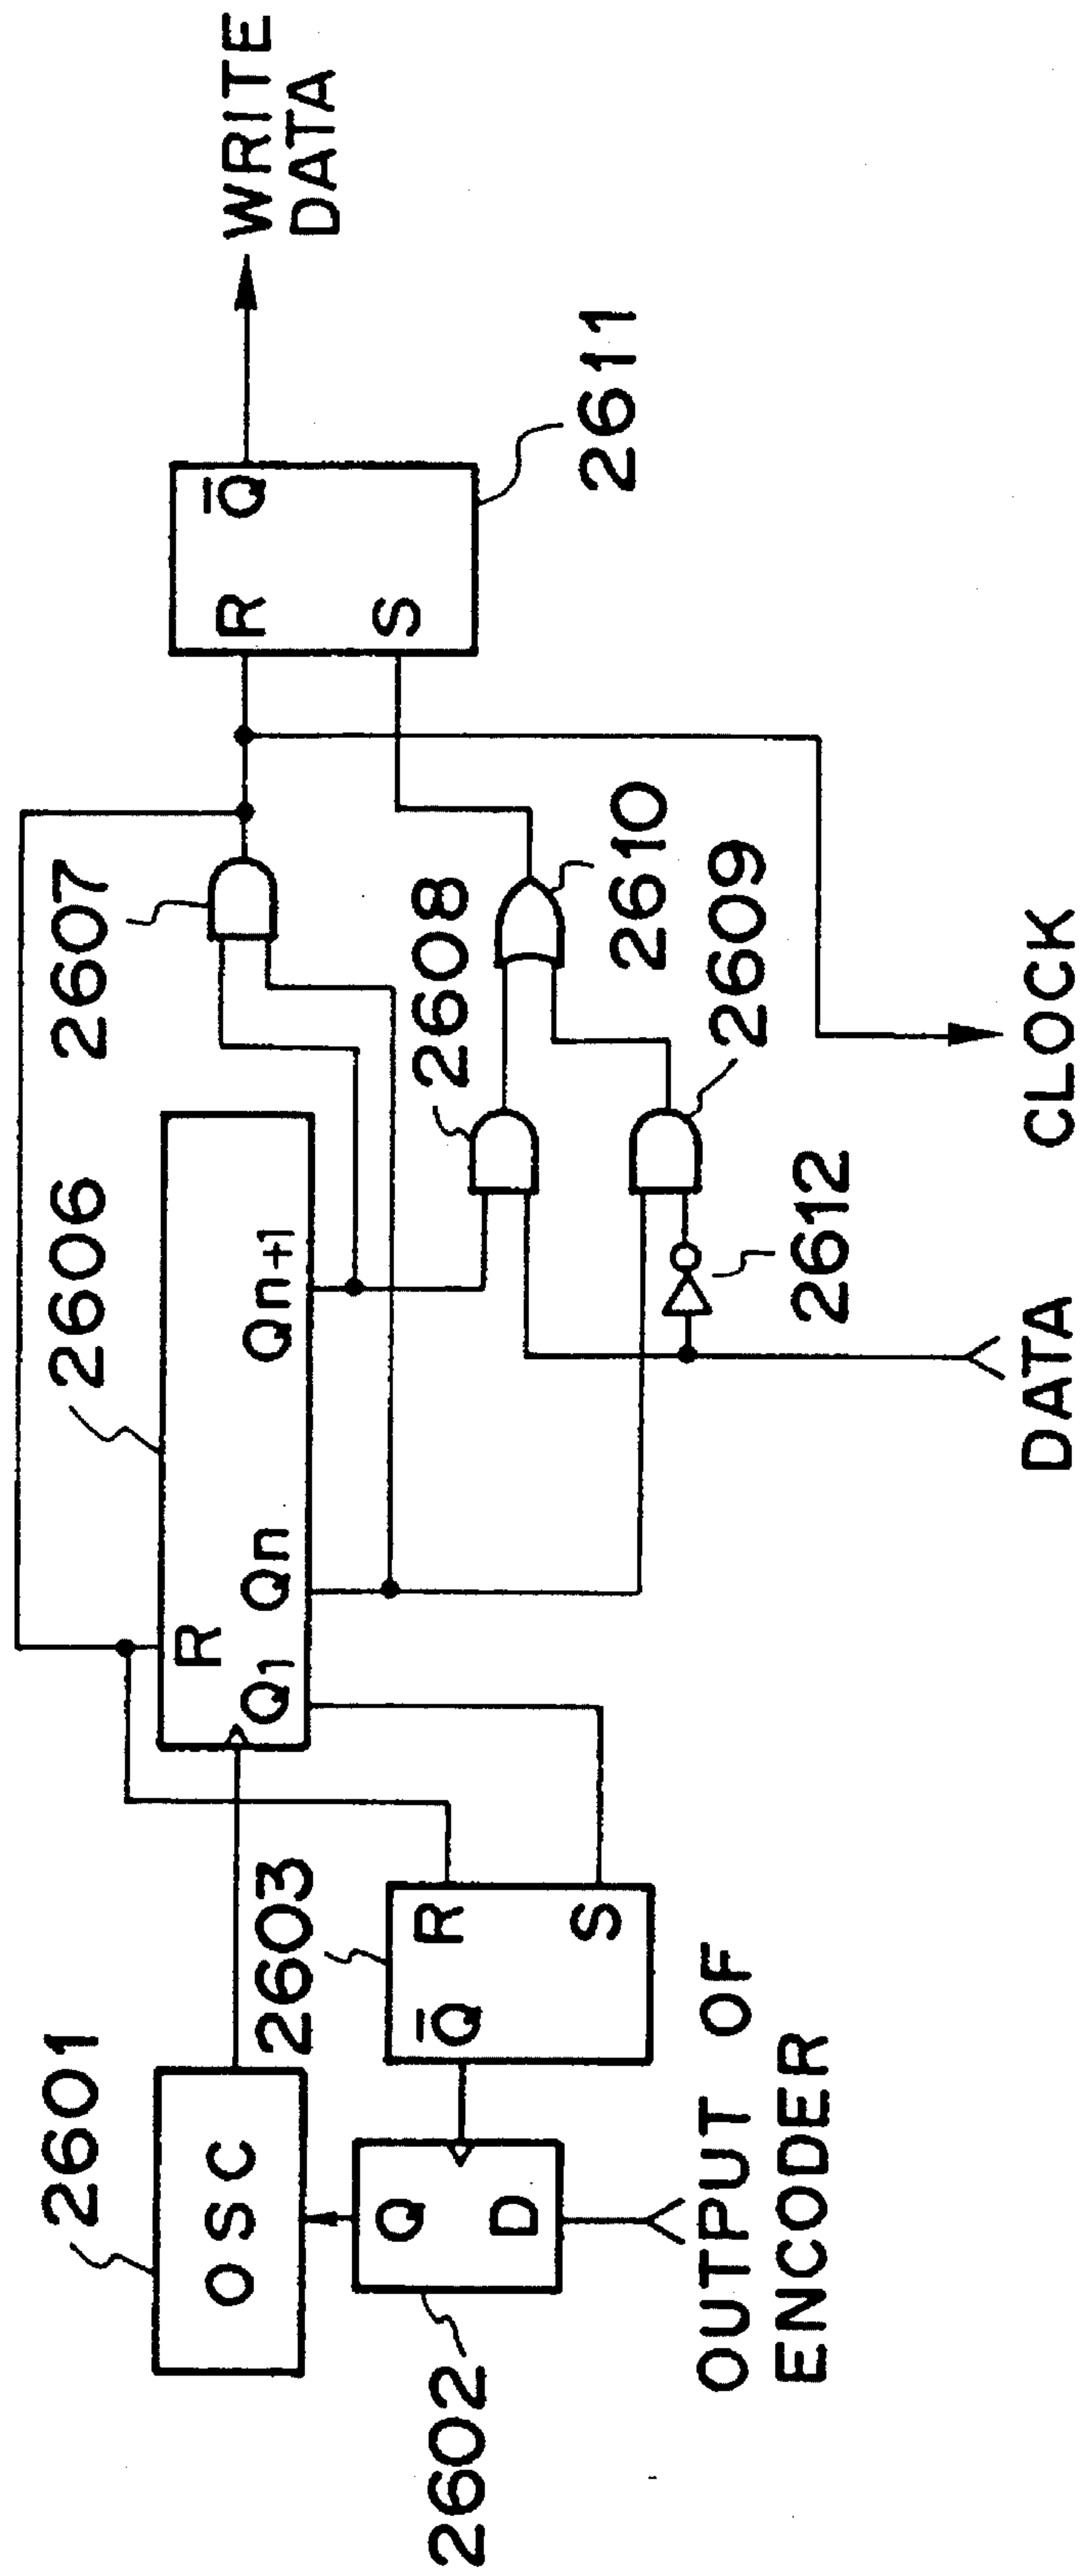 2601
OSC
2602
Q
D
OUTPUT OF
ENCODER
2603
Q̅
R
S
2606
R
Q1
Qn
Qn+1
2607
2608
2609
2610
2612
DATA
CLOCK
R
S
Q̅
2611
WRITE
DATA